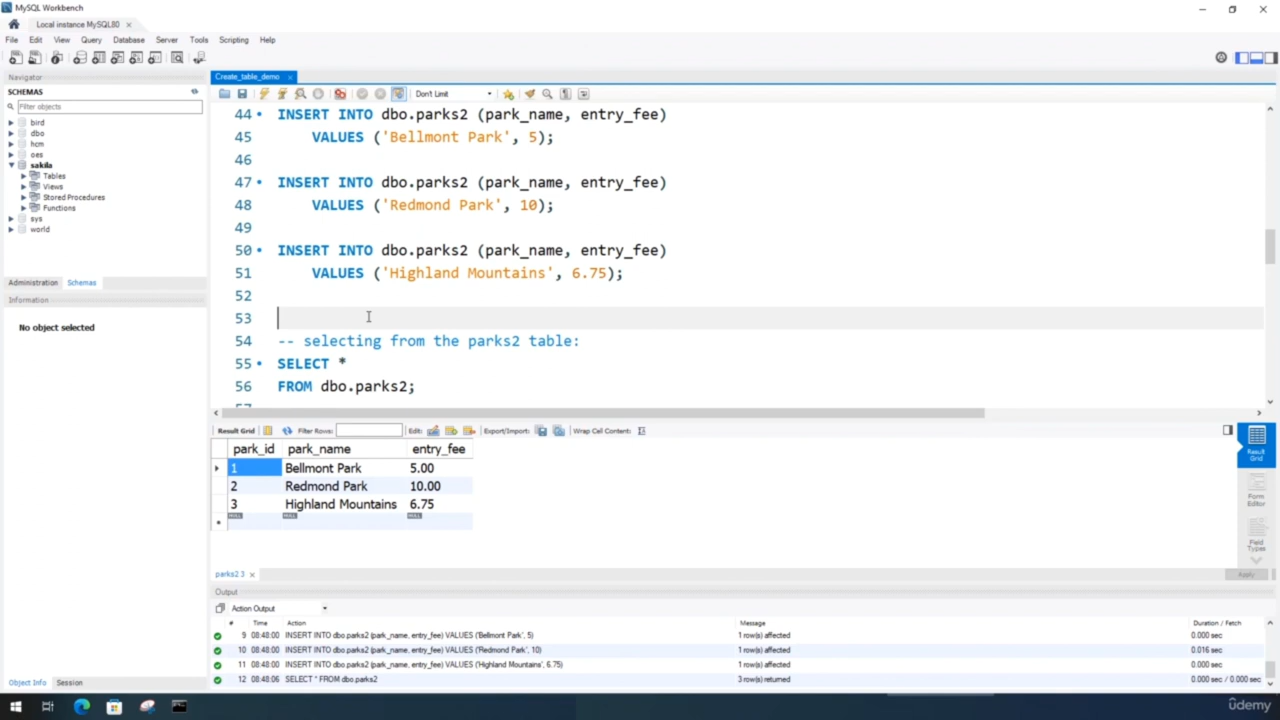 MySQL Workbench
Local instance MySQL80 ×
File Edit View Query Database Server Tools Scripting Help
Navigator
SCHEMAS
Filter objects
bird
dbo
hcm
oes
sakila
Tables
Views
Stored Procedures
Functions
sys
world
Administration Schemas
Information
No object selected
Object Info Session
Create_table_demo ×
Don't Limit
44 INSERT INTO dbo.parks2 (park_name, entry_fee)
45 VALUES ('Bellmont Park', 5);
46
47 INSERT INTO dbo.parks2 (park_name, entry_fee)
48 VALUES ('Redmond Park', 10);
49
50 INSERT INTO dbo.parks2 (park_name, entry_fee)
51 VALUES ('Highland Mountains', 6.75);
52
53
54 -- selecting from the parks2 table:
55 SELECT *
56 FROM dbo.parks2;
Result Grid Filter Rows: Edit: Export/Import: Wrap Cell Content:
park_id park_name entry_fee
1 Bellmont Park 5.00
2 Redmond Park 10.00
3 Highland Mountains 6.75
NULL NULL NULL
Result Grid
Form Editor
Field Types
parks2 3 ×
Apply
Output
Action Output
# Time Action Message Duration / Fetch
9 08:48:00 INSERT INTO dbo.parks2 (park_name, entry_fee) VALUES ('Bellmont Park', 5) 1 row(s) affected 0.000 sec
10 08:48:00 INSERT INTO dbo.parks2 (park_name, entry_fee) VALUES ('Redmond Park', 10) 1 row(s) affected 0.016 sec
11 08:48:00 INSERT INTO dbo.parks2 (park_name, entry_fee) VALUES ('Highland Mountains', 6.75) 1 row(s) affected 0.000 sec
12 08:48:06 SELECT * FROM dbo.parks2 3 row(s) returned 0.000 sec / 0.000 sec
ûdemy